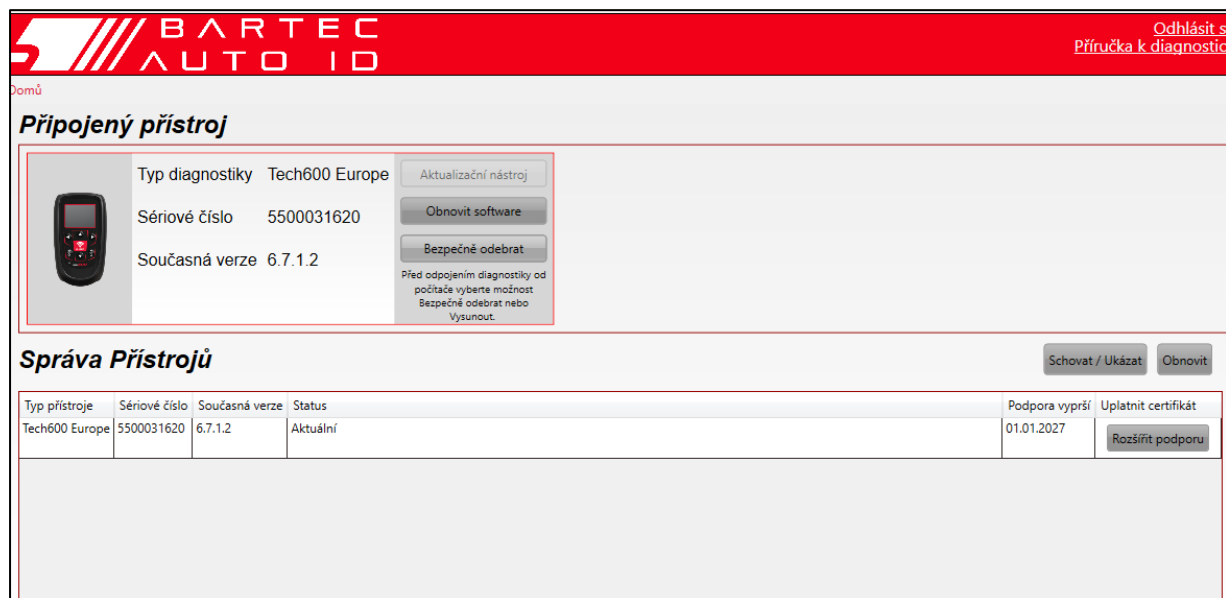 BARTEC
AUTO ID
Odhlásit s
Příručka k diagnostic
Domů
Připojený přístroj
Typ diagnostiky Tech600 Europe
Aktualizační nástroj
Sériové číslo 5500031620
Obnovit software
Současná verze 6.7.1.2
Bezpečně odebrat
Před odpojením diagnostiky od
počítače vyberte možnost
Bezpečně odebrat nebo
Vysunout.
Správa Přístrojů
Schovat / Ukázat Obnovit
Typ přístroje Sériové číslo Současná verze Status Podpora vyprší Uplatnit certifikát
Tech600 Europe 5500031620 6.7.1.2 Aktuální 01.01.2027 Rozšířit podporu